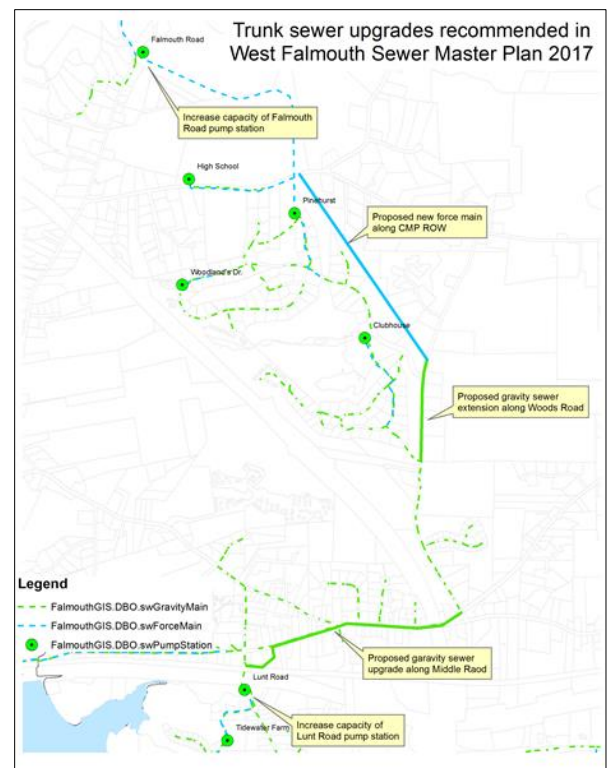 Trunk sewer upgrades recommended in
West Falmouth Sewer Master Plan 2017
Falmouth Road
Increase capacity of Falmouth
Road pump station
High School
Pinehurst
Proposed new force main
along CMP ROW
Woodland's Dr.
Clubhouse
Proposed gravity sewer
extension along Woods Road
Legend
FalmouthGIS.DBO.swGravityMain
FalmouthGIS.DBO.swForceMain
FalmouthGIS.DBO.swPumpStation
Proposed garavity sewer
upgrade along Middle Raod
Lunt Road
Increase capacity of
Lunt Road pump station
Tidewater Farm